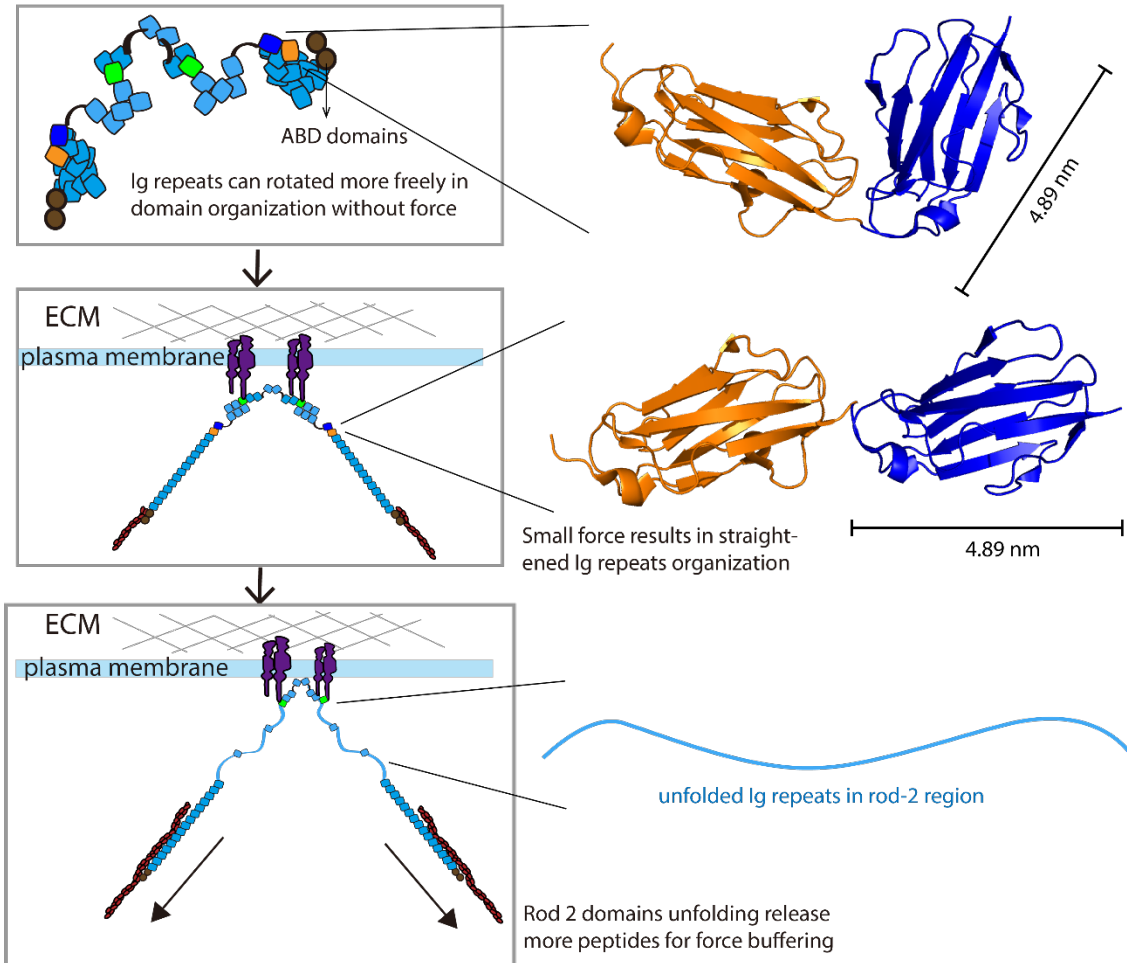 ABD domains
Ig repeats can rotated more freely in
domain organization without force
4.89 nm
ECM
plasma membrane
Small force results in straight-
ened Ig repeats organization
4.89 nm
ECM
plasma membrane
unfolded Ig repeats in rod-2 region
Rod 2 domains unfolding release
more peptides for force buffering